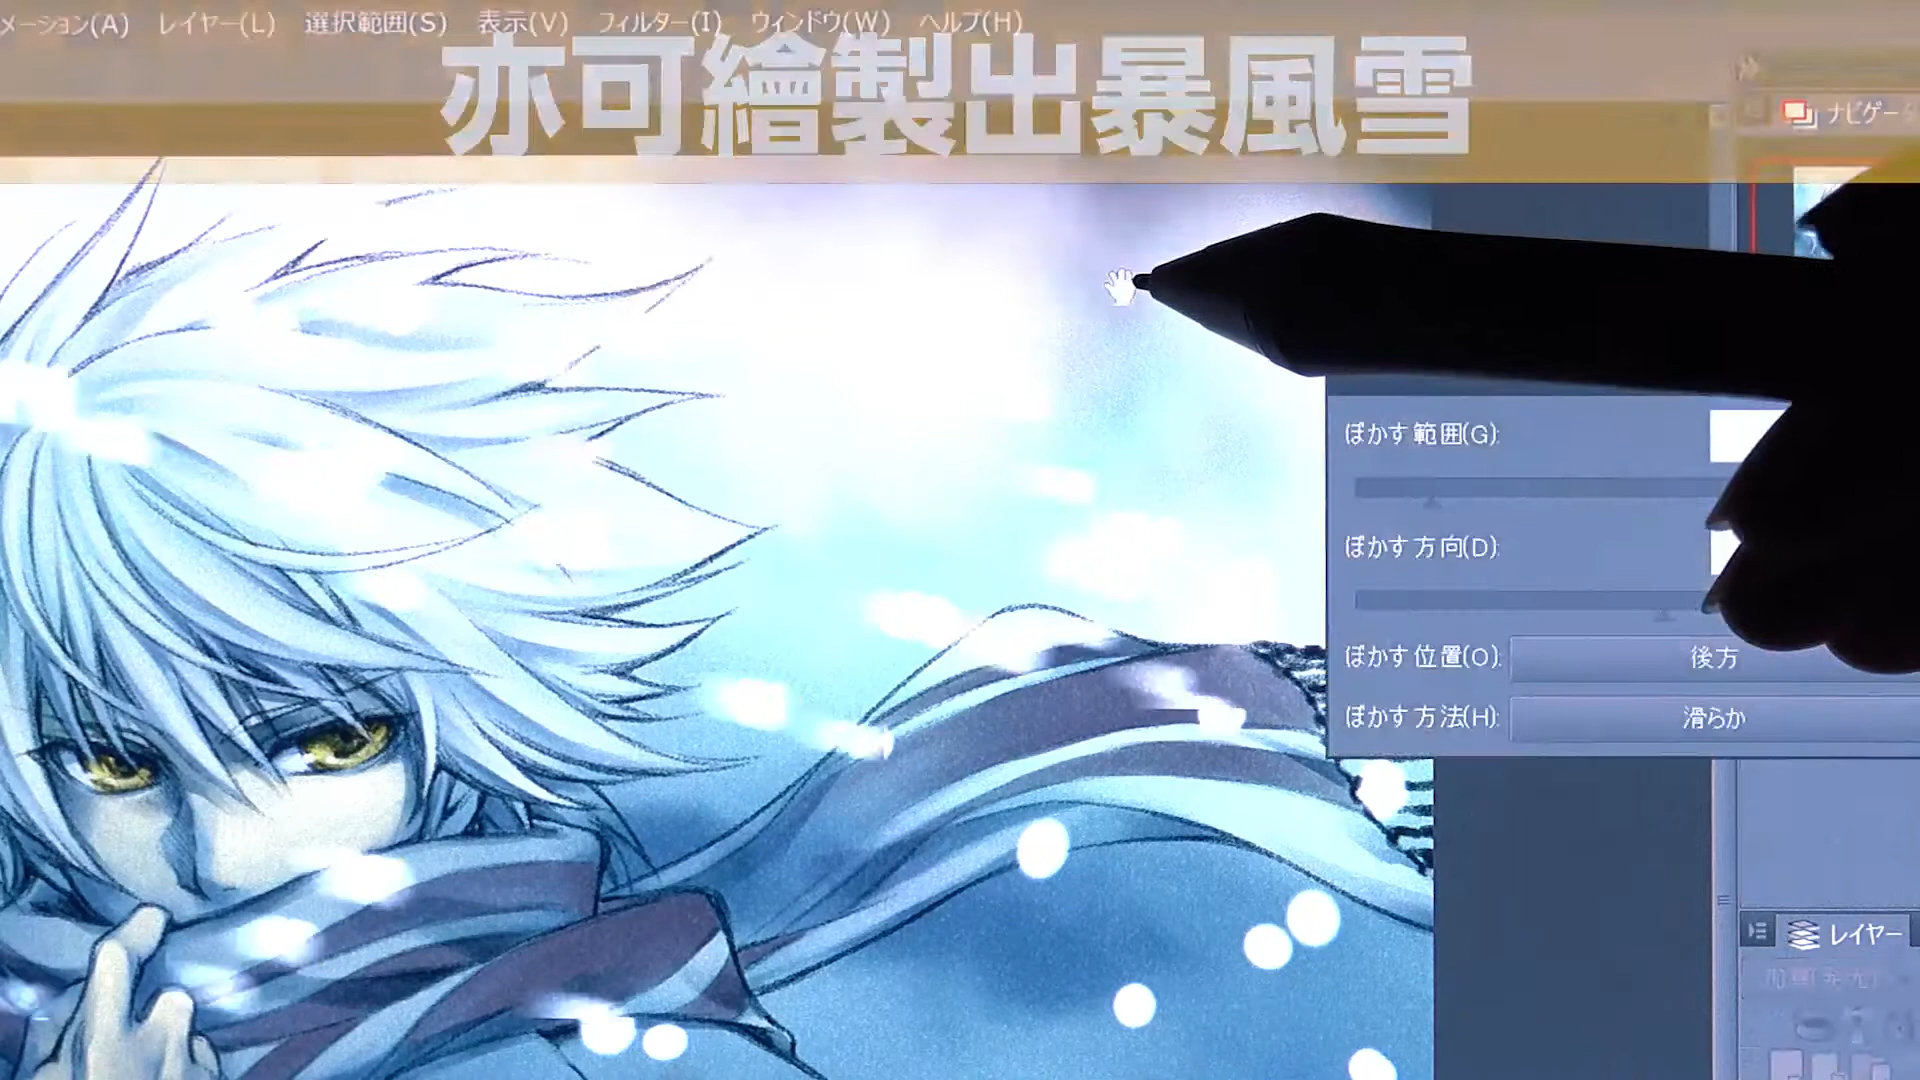 メーション(A) レイヤー(L) 選択範囲(S) 表示(V) フィルター(I) ウィンドウ(W) ヘルプ(H)
亦可繪製出暴風雪
ナビゲータ
ぼかす範囲(G):
ぼかす方向(D):
ぼかす位置(O): 後方
ぼかす方法(H): 滑らか
レイヤー